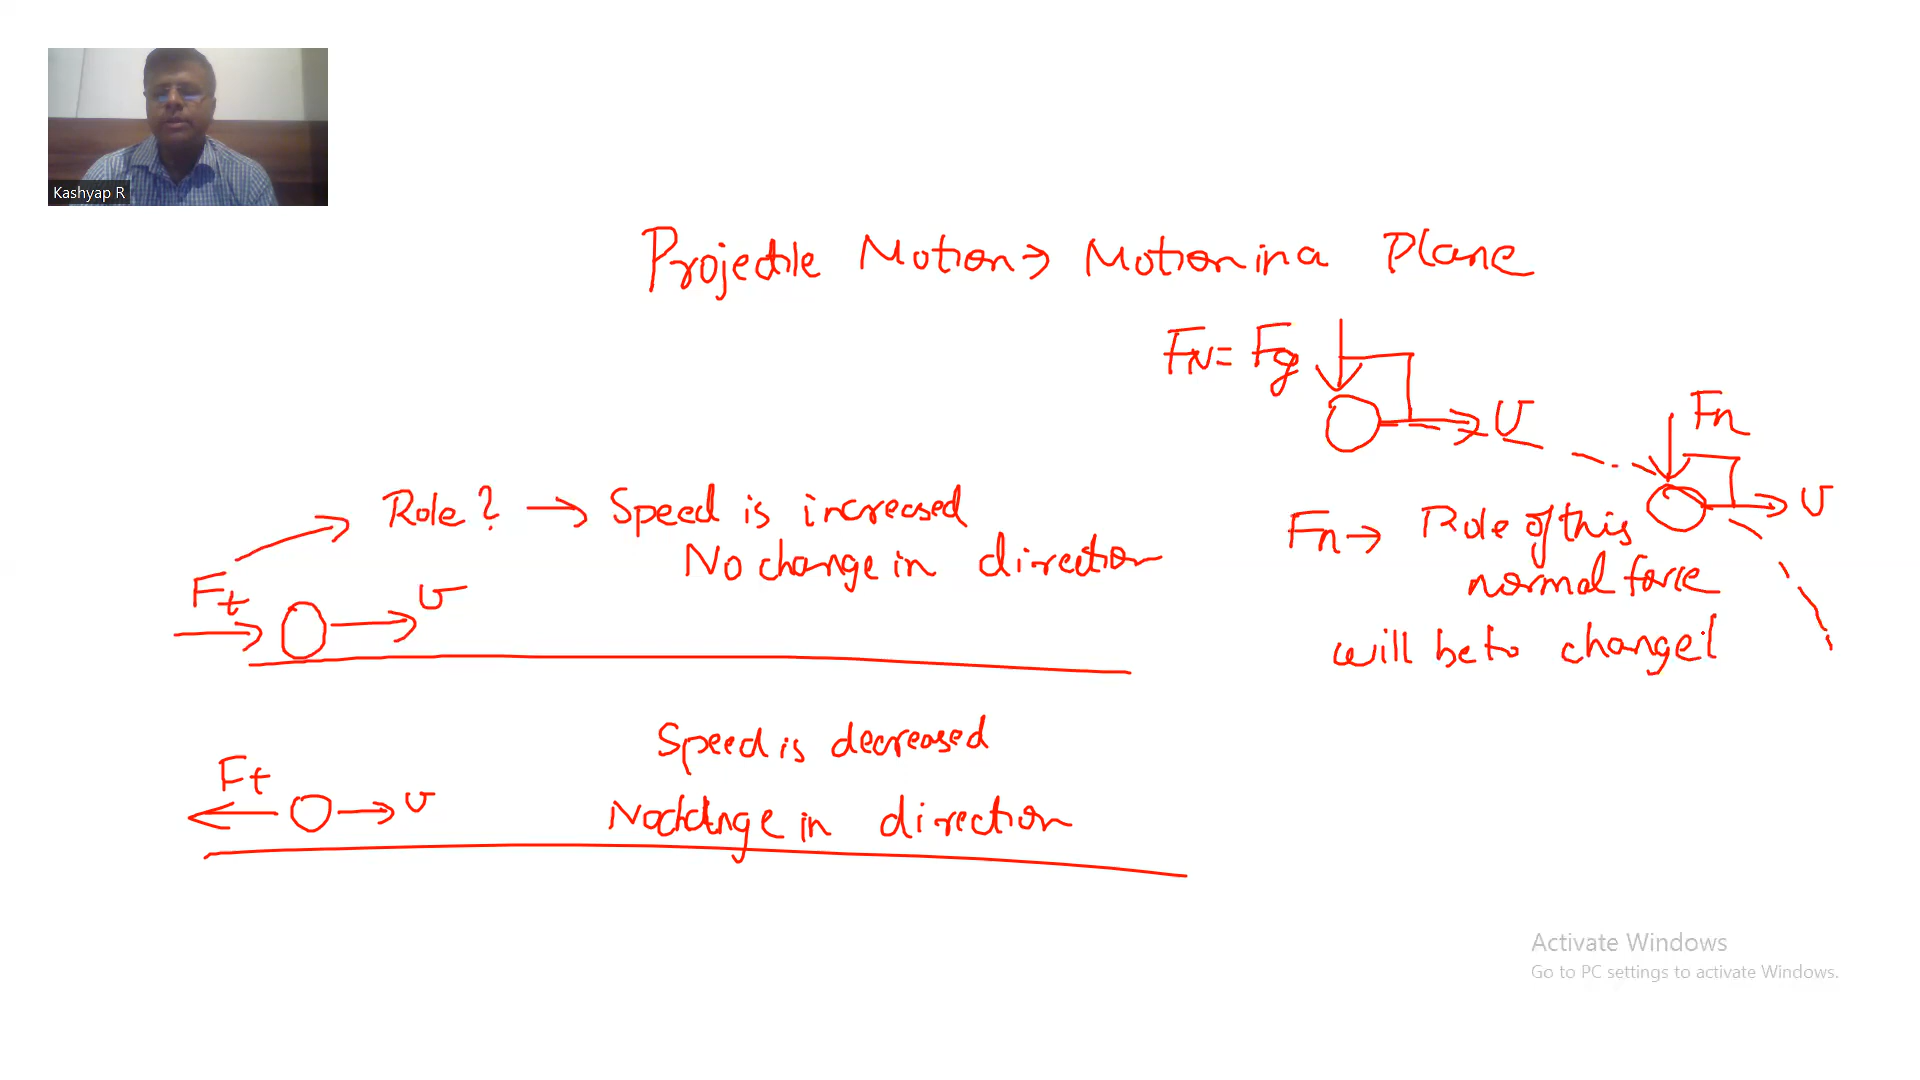 Kashyap R
Projectile Motion → Motion in a Plane
FN = Fg
v
Fn
v
Role? → Speed is increased
No change in direction
Ft
v
Fn → Role of this
normal force
will be to change
Speed is decreased
Ft
v
No change in direction
Activate Windows
Go to PC settings to activate Windows.